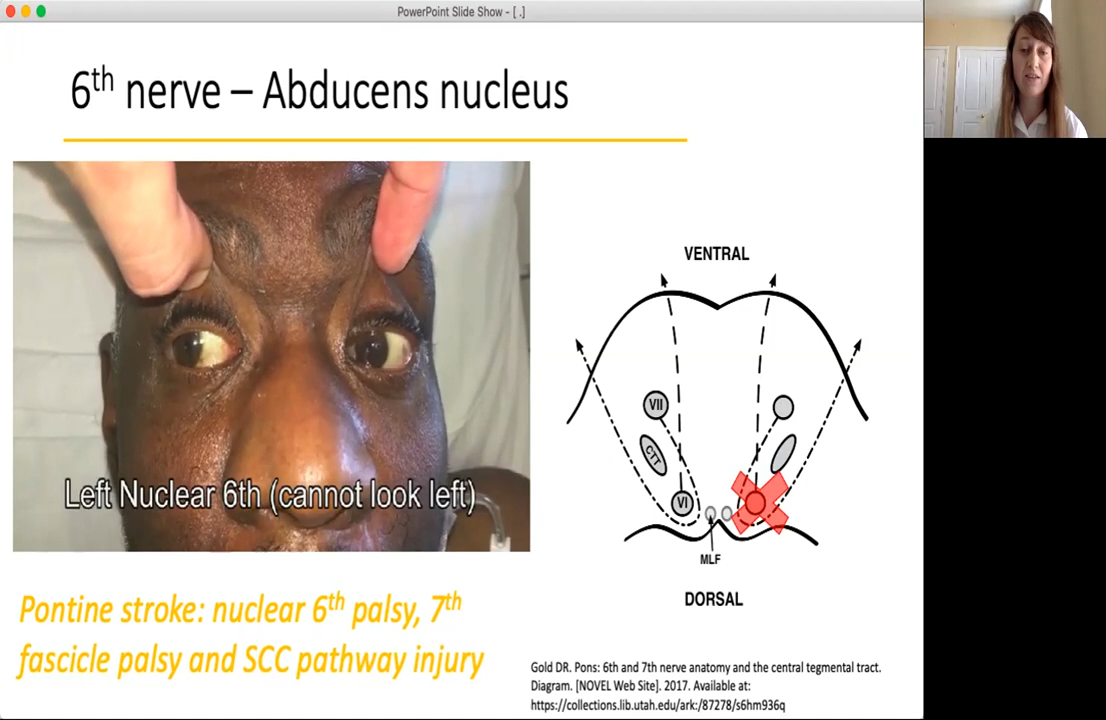 PowerPoint Slide Show - [ .]
6th nerve – Abducens nucleus
Left Nuclear 6th (cannot look left)
VENTRAL
VII
CTT
VI
MLF
DORSAL
Pontine stroke: nuclear 6th palsy, 7th
fascicle palsy and SCC pathway injury
Gold DR. Pons: 6th and 7th nerve anatomy and the central tegmental tract.
Diagram. [NOVEL Web Site]. 2017. Available at:
https://collections.lib.utah.edu/ark:/87278/s6hm936q